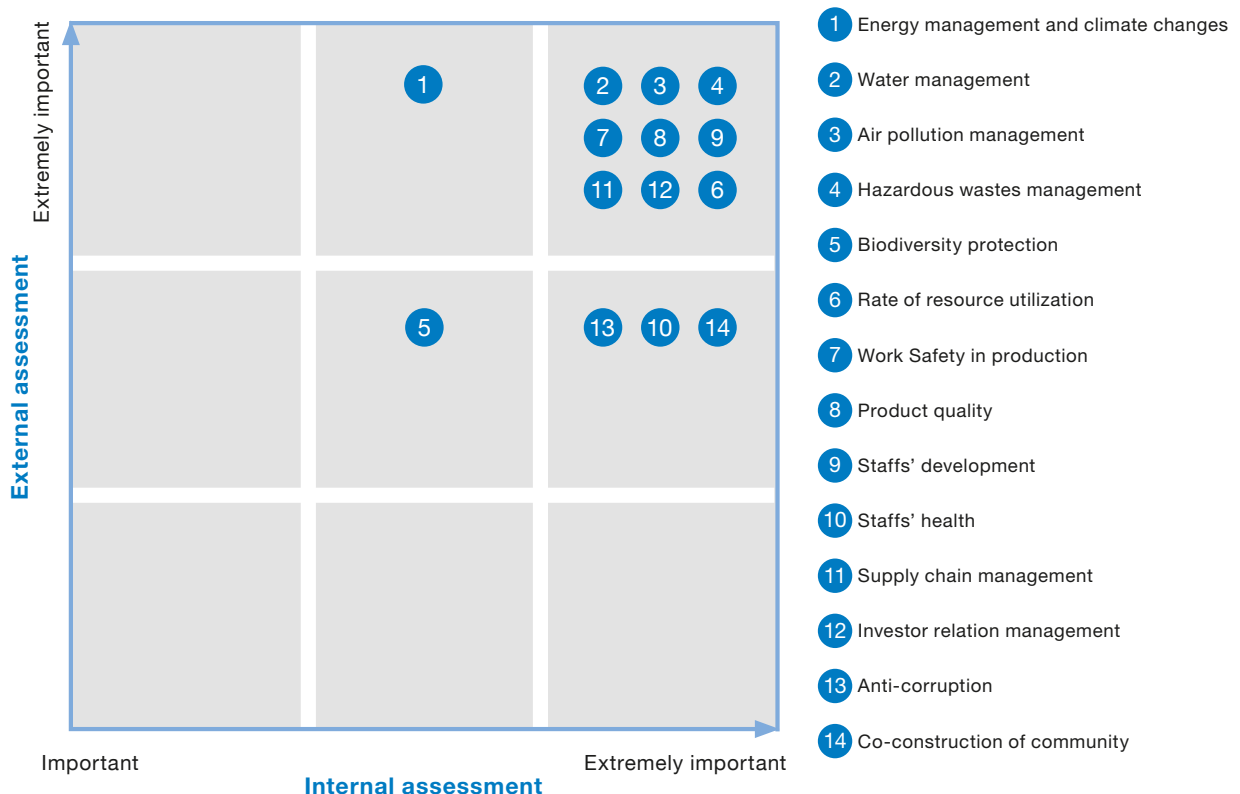 Extremely important
External assessment
1
2 3 4
7 8 9
11 12 6
5
13 10 14
Important
Extremely important
Internal assessment
1 Energy management and climate changes
2 Water management
3 Air pollution management
4 Hazardous wastes management
5 Biodiversity protection
6 Rate of resource utilization
7 Work Safety in production
8 Product quality
9 Staffs’ development
10 Staffs’ health
11 Supply chain management
12 Investor relation management
13 Anti-corruption
14 Co-construction of community